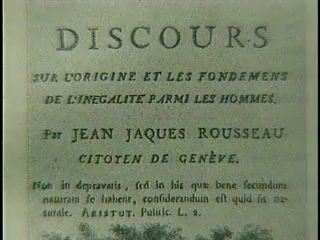 DISCOURS
SUR L'ORIGINE ET LES FONDEMENS
DE L'INEGALITÉ PARMI LES HOMMES.
Par JEAN JAQUES ROUSSEAU
CITOTEN DE GENÈVE.
Non in depravatis, sed in his quæ bene secundum
naturam se habent, considerandum est quid sit na-
turale. ARISTOT. Politic. L. 2.